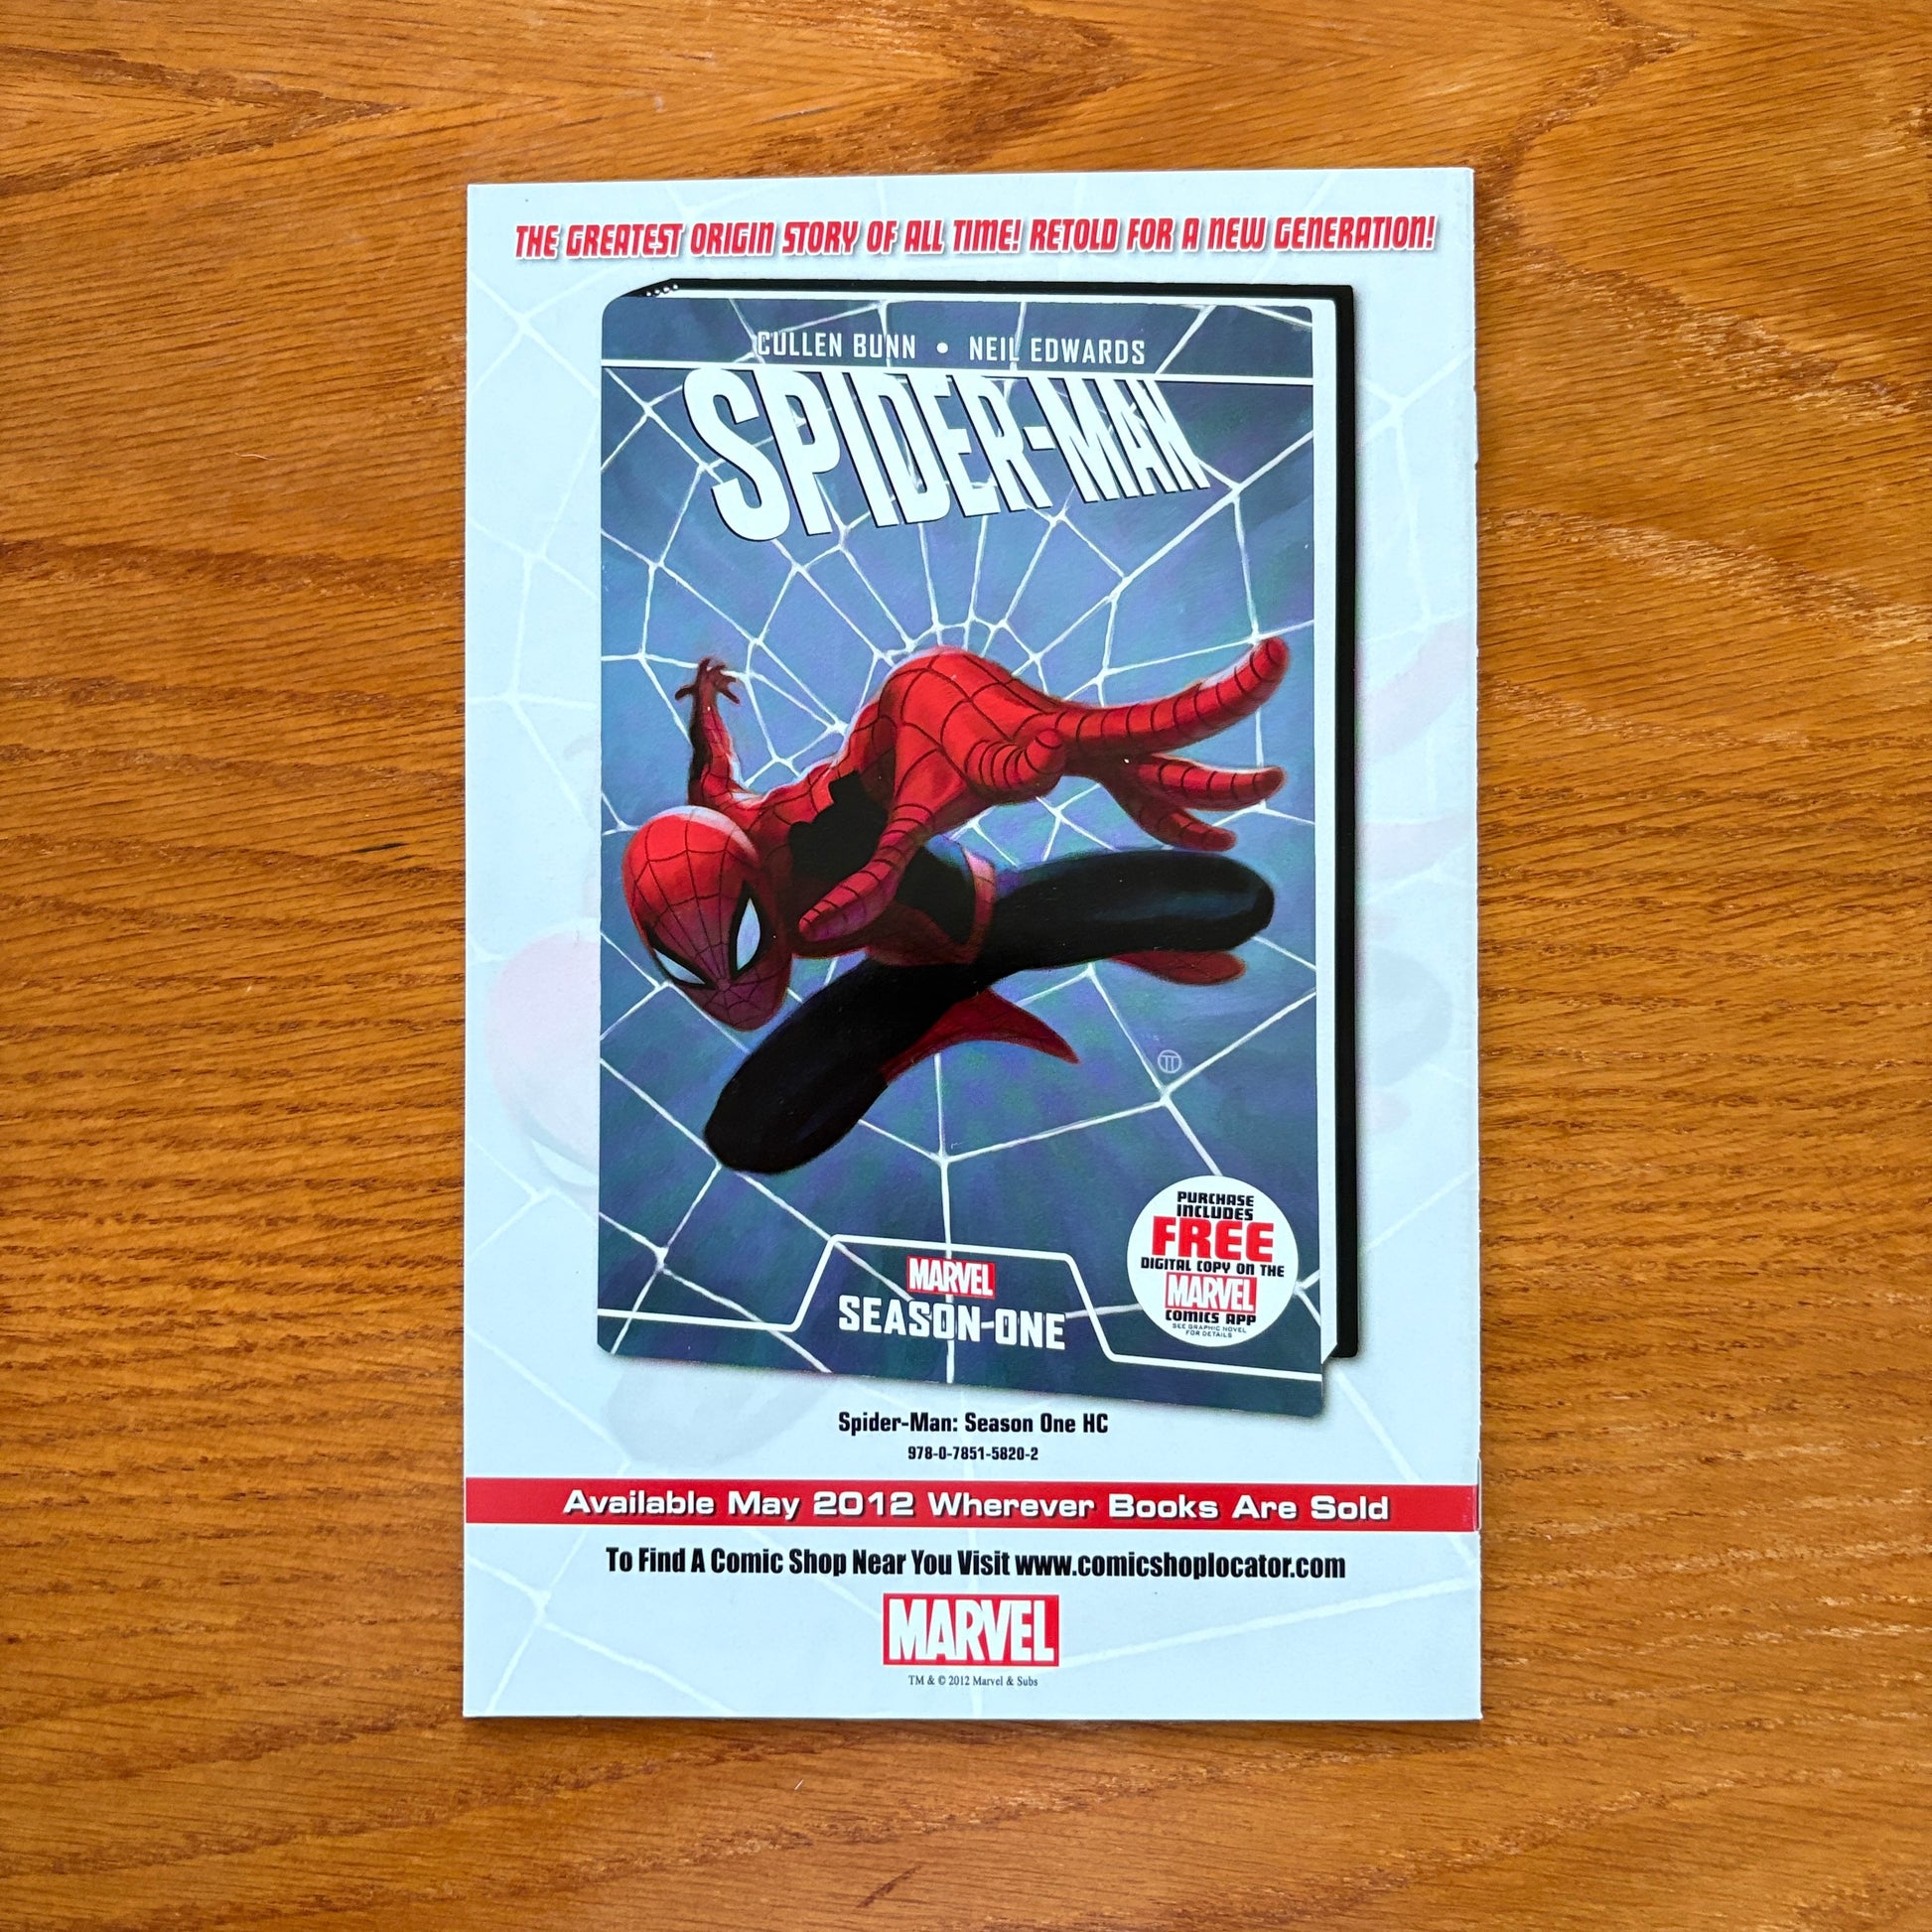 THE GREATEST ORIGIN STORY OF ALL TIME! RETOLD FOR A NEW GENERATION!
CULLEN BUNN • NEIL EDWARDS
SPIDER-MAN
MARVEL
SEASON ONE
PURCHASE
INCLUDES
FREE
DIGITAL COPY ON THE
MARVEL
COMICS APP
SEE GRAPHIC NOVEL
FOR DETAILS
Spider-Man: Season One HC
978-0-7851-5820-2
Available May 2012 Wherever Books Are Sold
To Find A Comic Shop Near You Visit www.comicshoplocator.com
MARVEL
TM & © 2012 Marvel & Subs